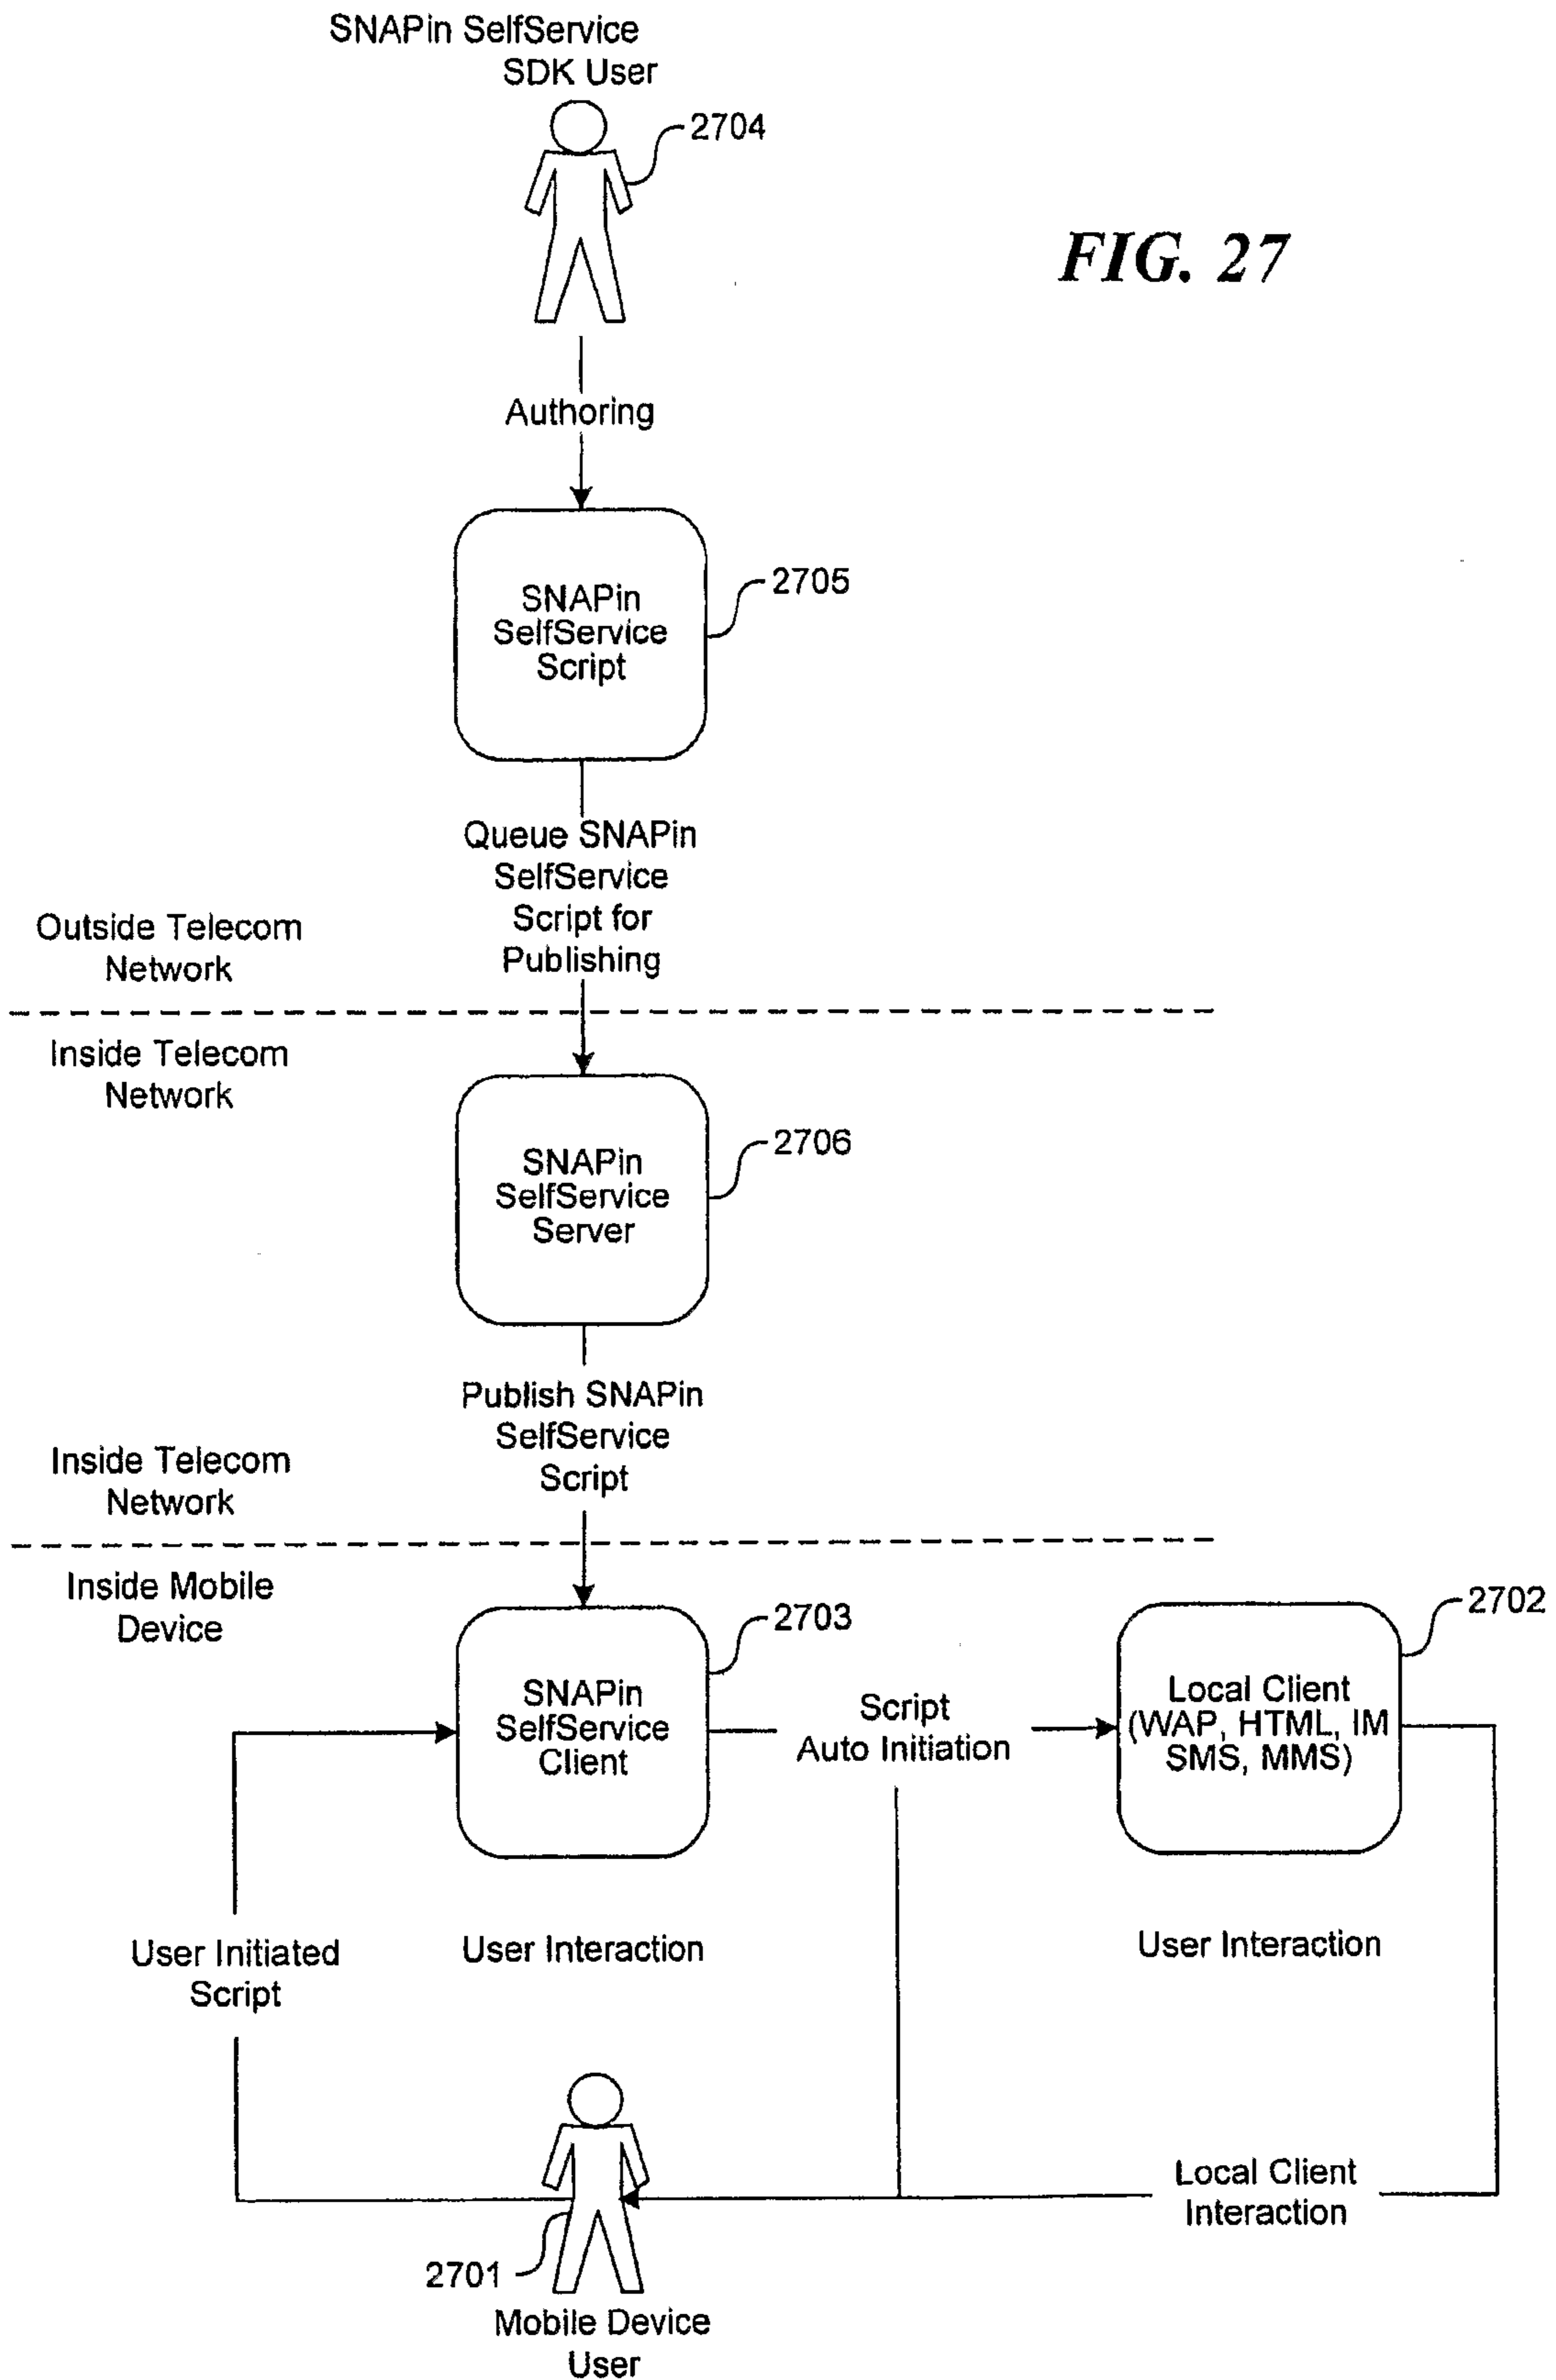 SNAPin SelfService
SDK User
2704
FIG. 27
Authoring
SNAPin
SelfService
Script
2705
Queue SNAPin
SelfService
Script for
Publishing
Outside Telecom
Network
Inside Telecom
Network
SNAPin
SelfService
Server
2706
Publish SNAPin
SelfService
Script
Inside Telecom
Network
Inside Mobile
Device
2703
2702
SNAPin
SelfService
Client
Script
Auto Initiation
Local Client
(WAP, HTML, IM
SMS, MMS)
User Initiated
Script
User Interaction
User Interaction
Local Client
Interaction
2701
Mobile Device
User